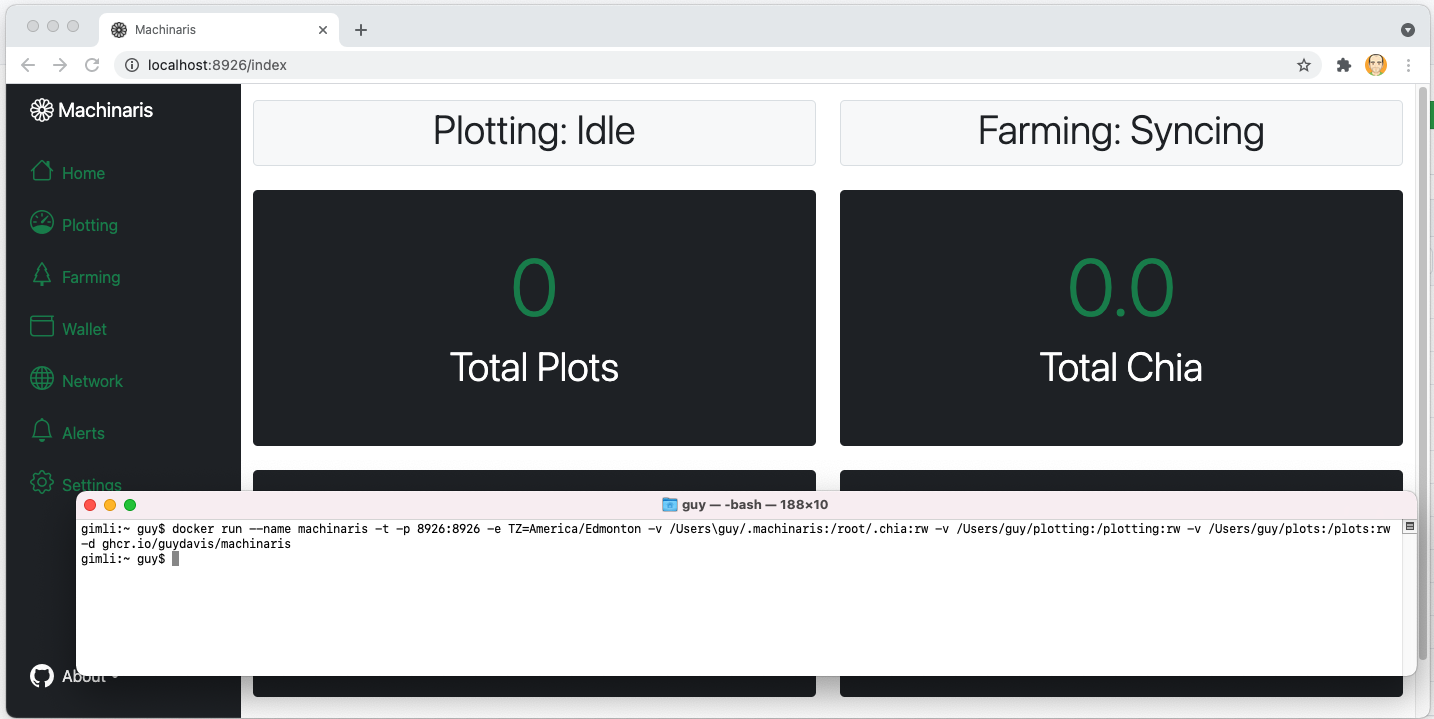 Machinaris
localhost:8926/index
Machinaris
Home
Plotting
Farming
Wallet
Network
Alerts
Settings
About
Plotting: Idle
Farming: Syncing
0
Total Plots
0.0
Total Chia
guy — -bash — 188×10
gimli:~ guy$ docker run --name machinaris -t -p 8926:8926 -e TZ=America/Edmonton -v /Users\guy/.machinaris:/root/.chia:rw -v /Users/guy/plotting:/plotting:rw -v /Users/guy/plots:/plots:rw
-d ghcr.io/guydavis/machinaris
gimli:~ guy$